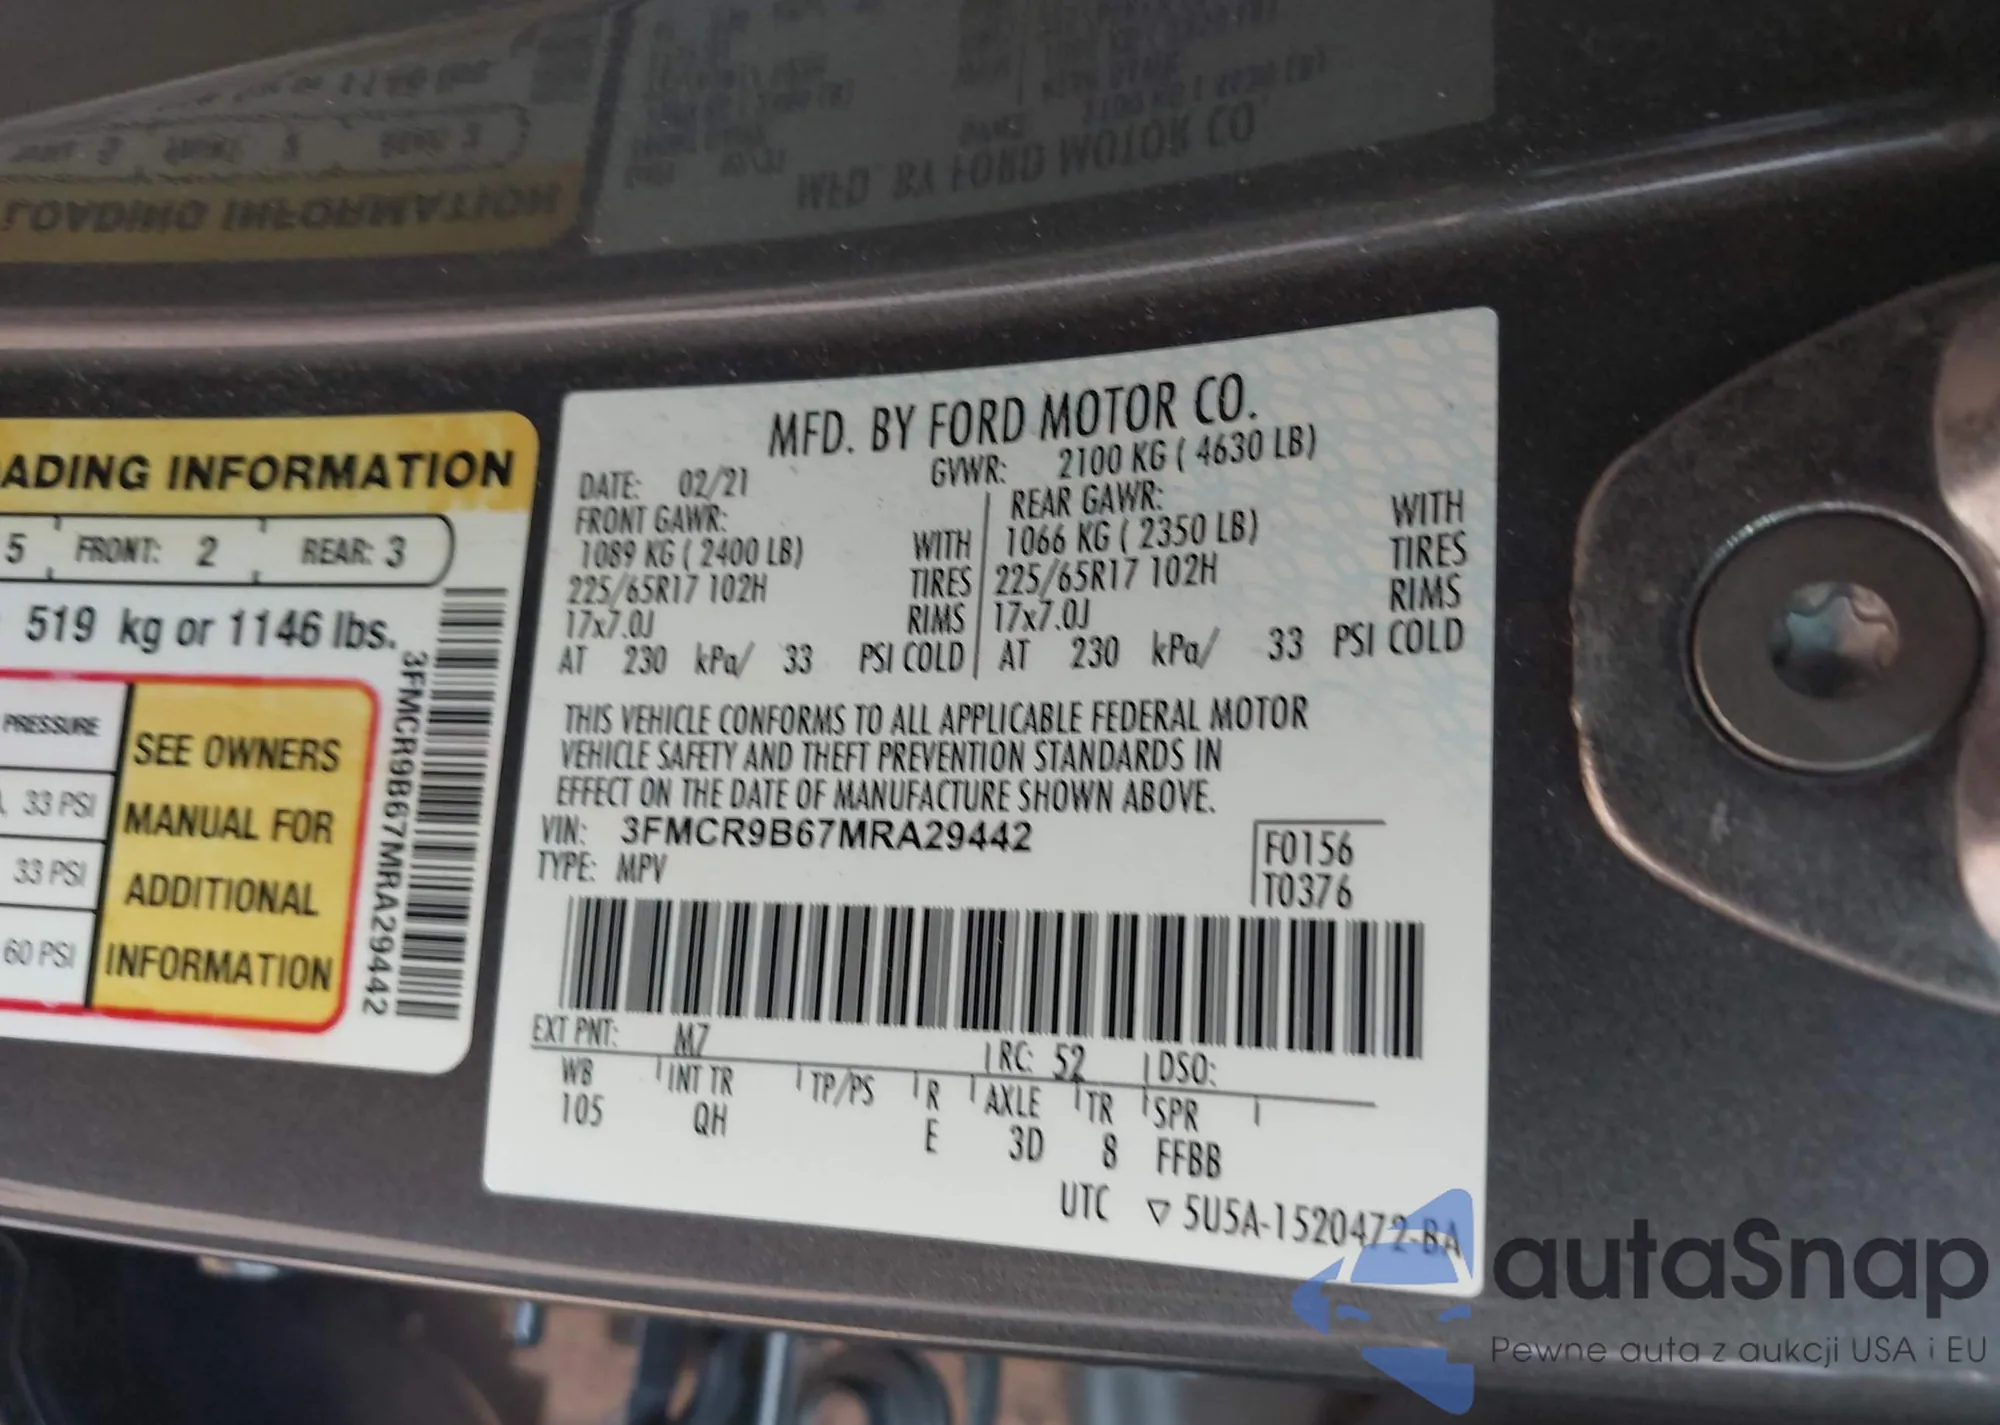 ADING INFORMATION
5 FRONT: 2 REAR: 3
519 kg or 1146 lbs.
PRESSURE
33 PSI
33 PSI
60 PSI
SEE OWNERS
MANUAL FOR
ADDITIONAL
INFORMATION
3FMCR9B67MRA29442
MFD. BY FORD MOTOR CO.
DATE: 02/21 GVWR: 2100 KG ( 4630 LB)
FRONT GAWR: REAR GAWR:
1089 KG ( 2400 LB) WITH 1066 KG ( 2350 LB) WITH
225/65R17 102H TIRES 225/65R17 102H TIRES
17x7.0J RIMS 17x7.0J RIMS
AT 230 kPa/ 33 PSI COLD AT 230 kPa/ 33 PSI COLD
THIS VEHICLE CONFORMS TO ALL APPLICABLE FEDERAL MOTOR
VEHICLE SAFETY AND THEFT PREVENTION STANDARDS IN
EFFECT ON THE DATE OF MANUFACTURE SHOWN ABOVE.
VIN: 3FMCR9B67MRA29442
TYPE: MPV
F0156
T0376
EXT PNT: M7 RC: 52 DSO:
WB INT TR TP/PS R AXLE TR SPR
105 QH E 3D 8 FFBB
UTC ▽ 5U5A-1520472-BA
autaSnap
Pewne auta z aukcji USA i EU